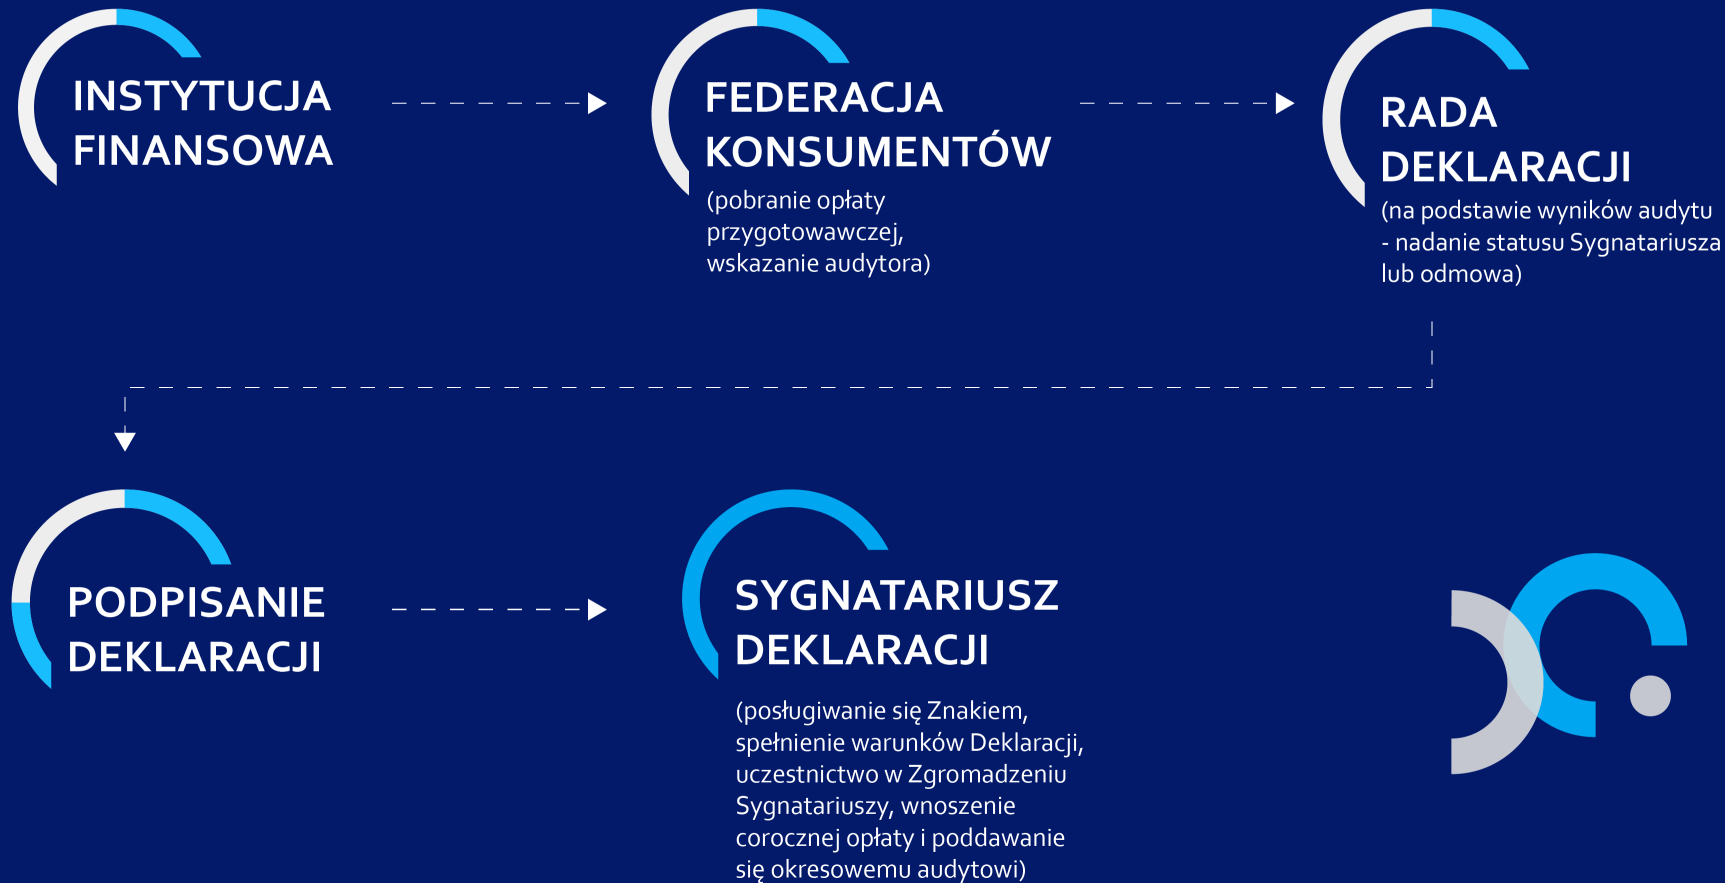 INSTYTUCJA
FINANSOWA
FEDERACJA
KONSUMENTÓW
(pobranie opłaty
przygotowawczej,
wskazanie audytora)
RADA
DEKLARACJI
(na podstawie wyników audytu
- nadanie statusu Sygnatariusza
lub odmowa)
PODPISANIE
DEKLARACJI
SYGNATARIUSZ
DEKLARACJI
(posługiwanie się Znakiem,
spełnienie warunków Deklaracji,
uczestnictwo w Zgromadzeniu
Sygnatariuszy, wnoszenie
corocznej opłaty i poddawanie
się okresowemu audytowi)